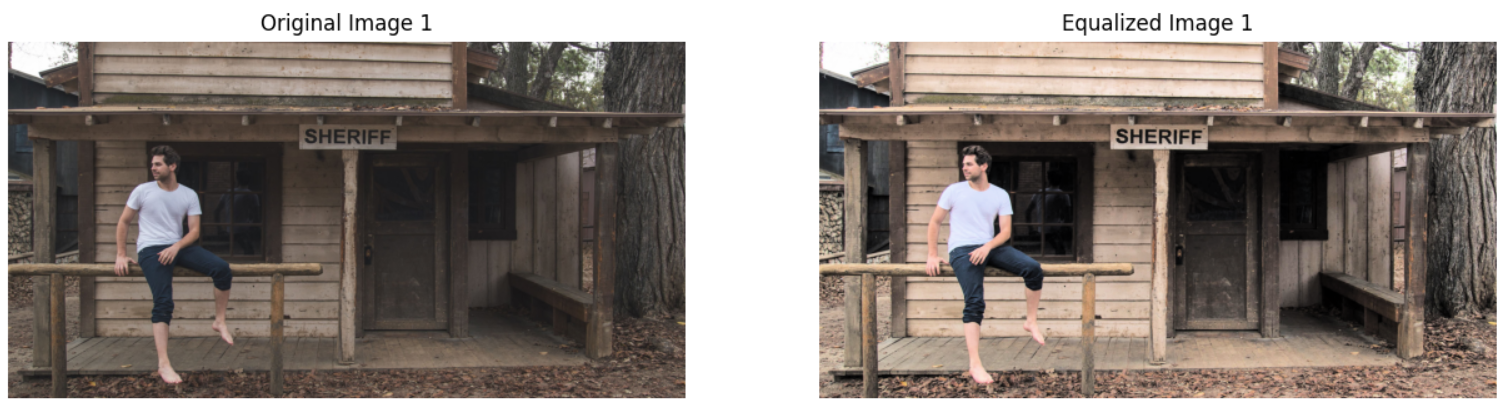 Original Image 1
Equalized Image 1
SHERIFF
SHERIFF